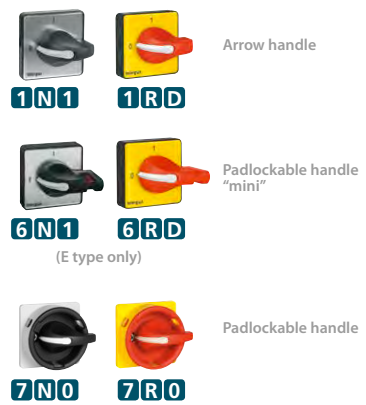 Arrow handle
1N1 1RD
Padlockable handle
"mini"
6N1 6RD
(E type only)
Padlockable handle
7N0 7R0